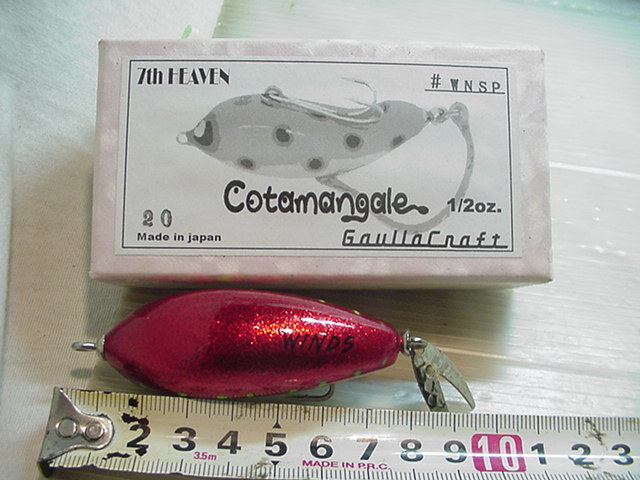 7th HEAVEN
# WNSP
Cotamangale
1/2oz.
20
Made in japan
GaullaCraft
WINDS
2 3 4 5 6 7 8 9 10 1 2 3
3.5m
MADE IN P.R.C.